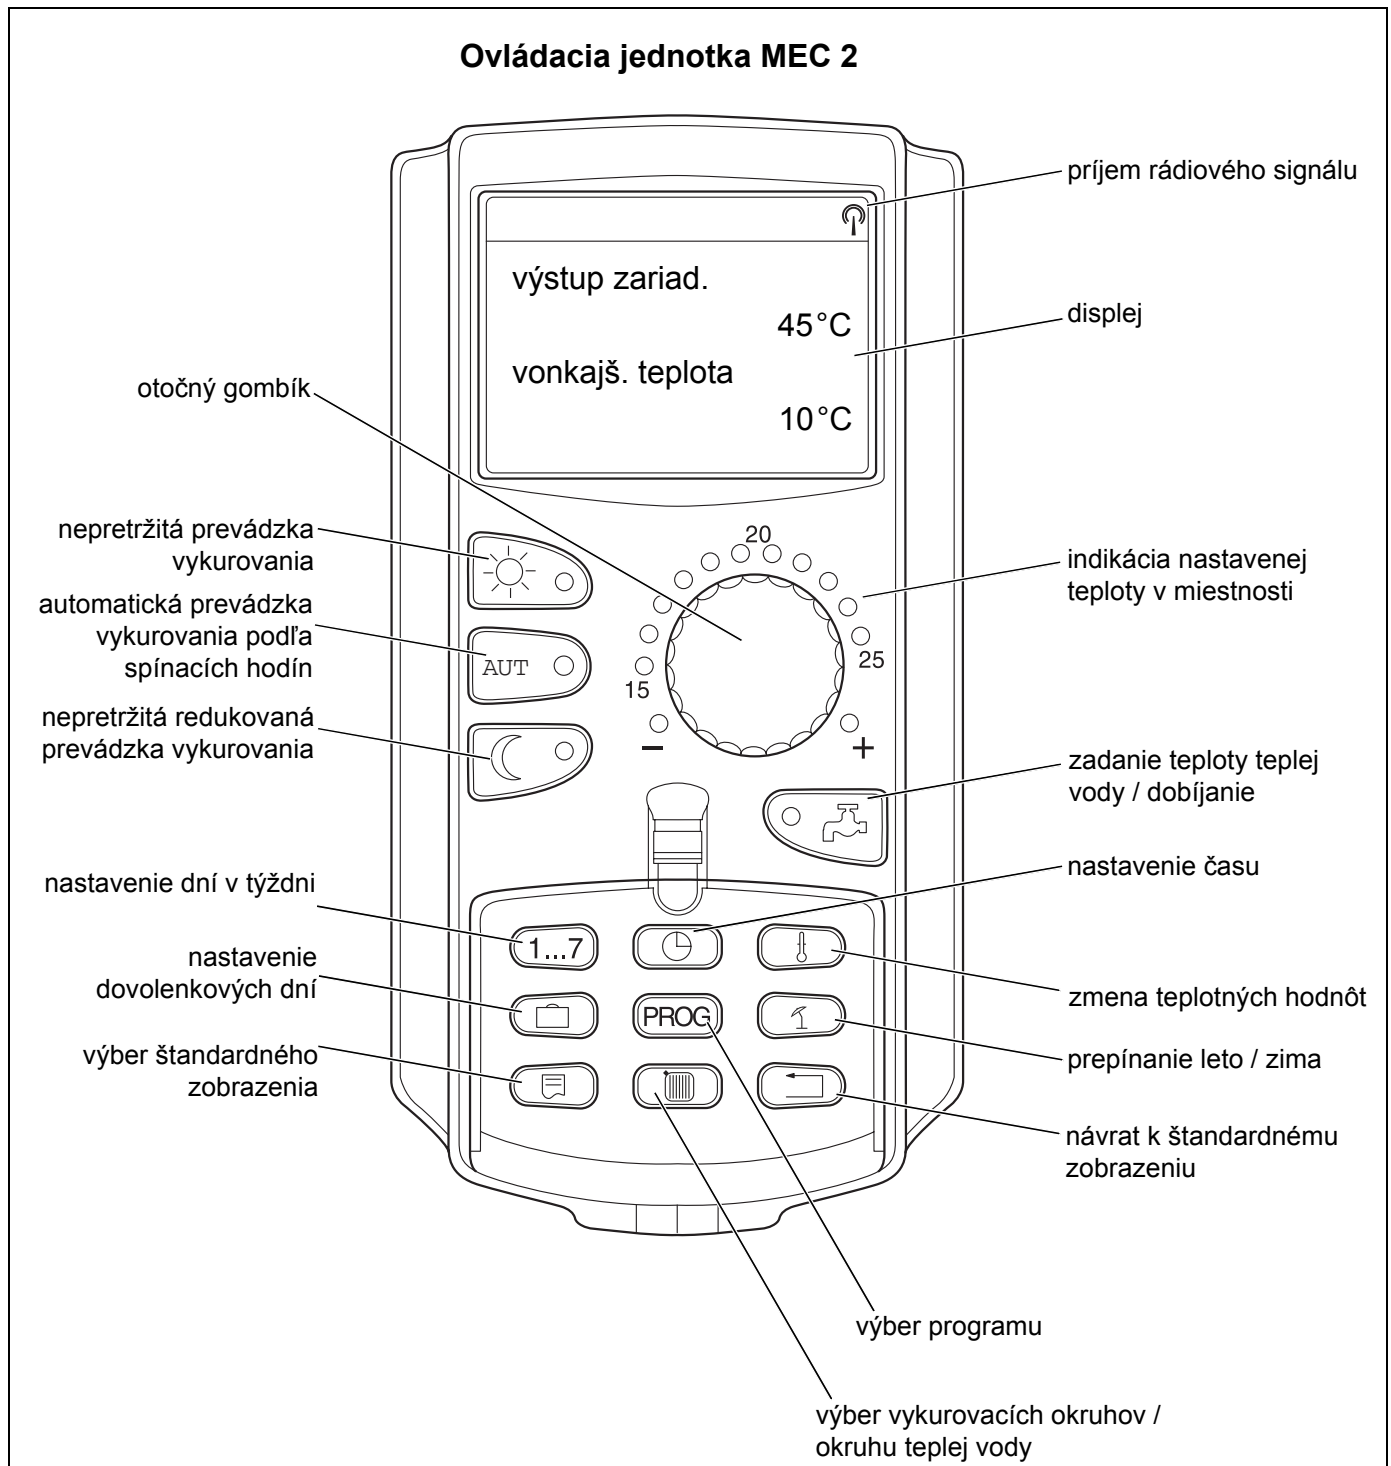 Ovládacia jednotka MEC 2
príjem rádiového signálu
výstup zariad.
45°C
displej
vonkajš. teplota
10°C
otočný gombík
nepretržitá prevádzka
vykurovania
20
indikácia nastavenej
teploty v miestnosti
automatická prevádzka
vykurovania podľa
spínacích hodín
AUT
25
15
nepretržitá redukovaná
prevádzka vykurovania
– +
zadanie teploty teplej
vody / dobíjanie
nastavenie času
nastavenie dní v týždni
1...7
nastavenie
dovolenkových dní
zmena teplotných hodnôt
PROG
prepínanie leto / zima
výber štandardného
zobrazenia
návrat k štandardnému
zobrazeniu
výber programu
výber vykurovacích okruhov /
okruhu teplej vody